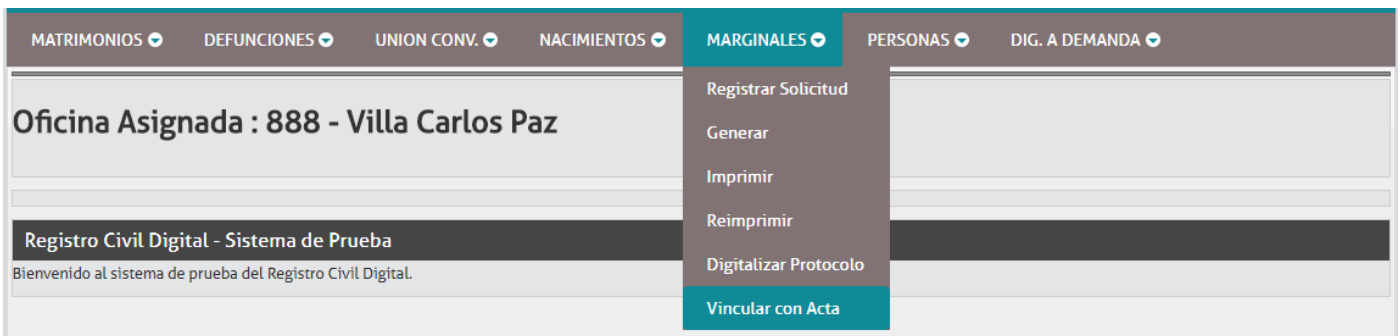 MATRIMONIOS DEFUNCIONES UNION CONV. NACIMIENTOS MARGINALES PERSONAS DIG. A DEMANDA
Registrar Solicitud
Generar
Imprimir
Reimprimir
Digitalizar Protocolo
Vincular con Acta
Oficina Asignada : 888 - Villa Carlos Paz
Registro Civil Digital - Sistema de Prueba
Bienvenido al sistema de prueba del Registro Civil Digital.